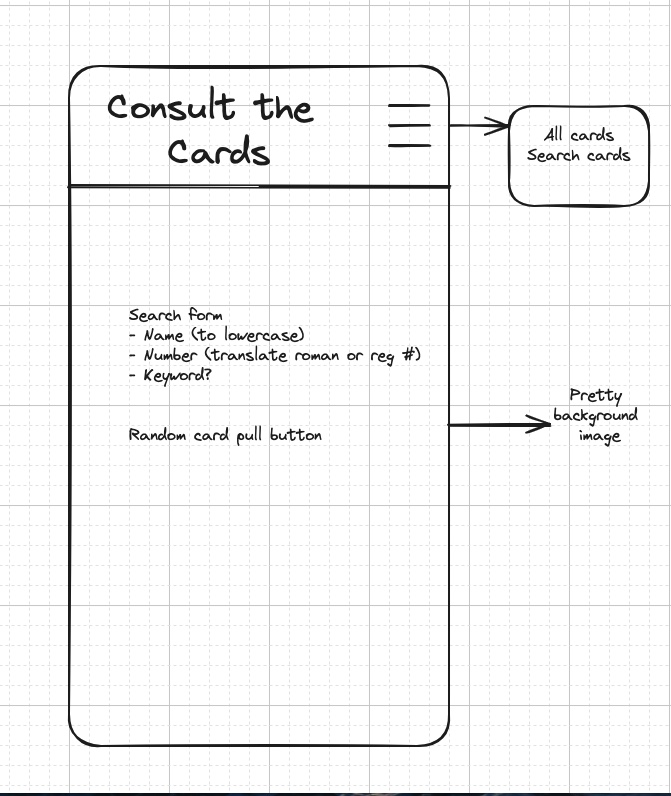 Consult the
Cards
All cards
Search cards
Search form
- Name (to lowercase)
- Number (translate roman or reg #)
- Keyword?
Random card pull button
Pretty
background
image